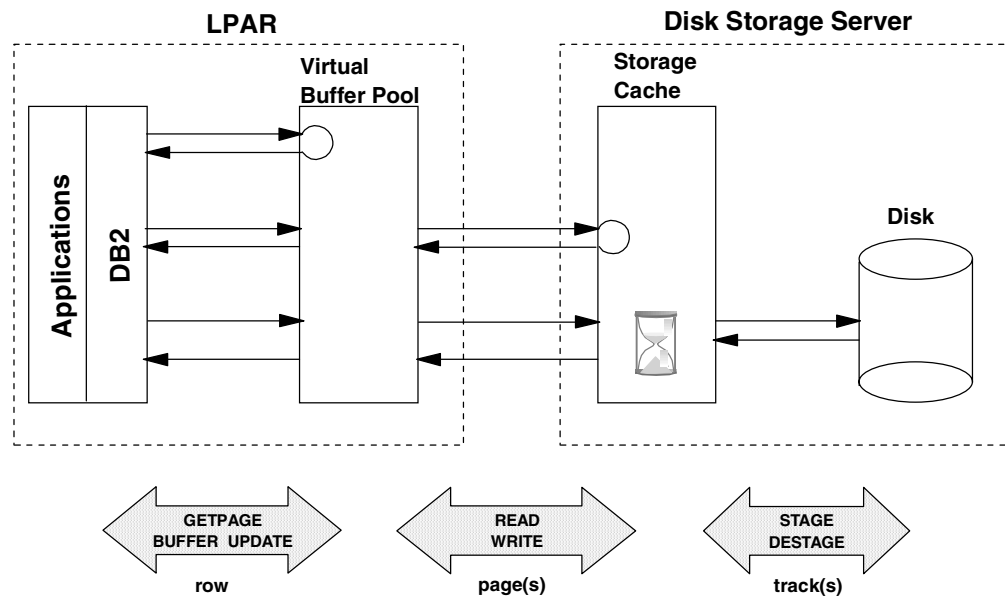 LPAR
Disk Storage Server
Virtual
Buffer Pool
Storage
Cache
Applications
DB2
Disk
GETPAGE
BUFFER UPDATE
READ
WRITE
STAGE
DESTAGE
row
page(s)
track(s)